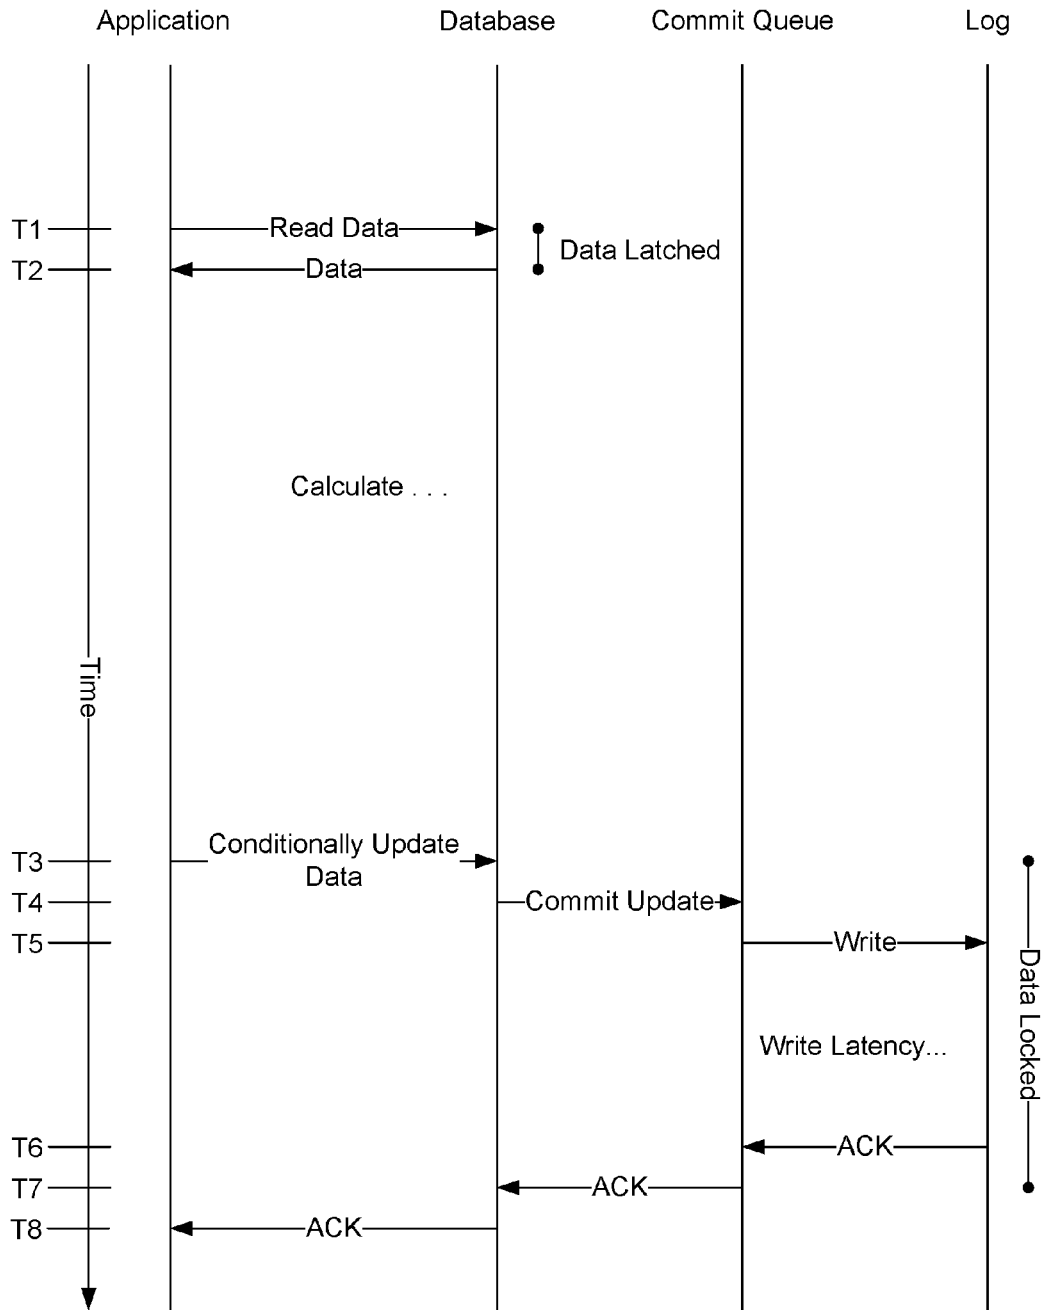 Application
Database
Commit Queue
Log
T1
Read Data
Data Latched
T2
Data
Calculate . . .
Time
T3
Conditionally Update
Data
T4
Commit Update
T5
Write
Data Locked
Write Latency...
T6
ACK
T7
ACK
T8
ACK